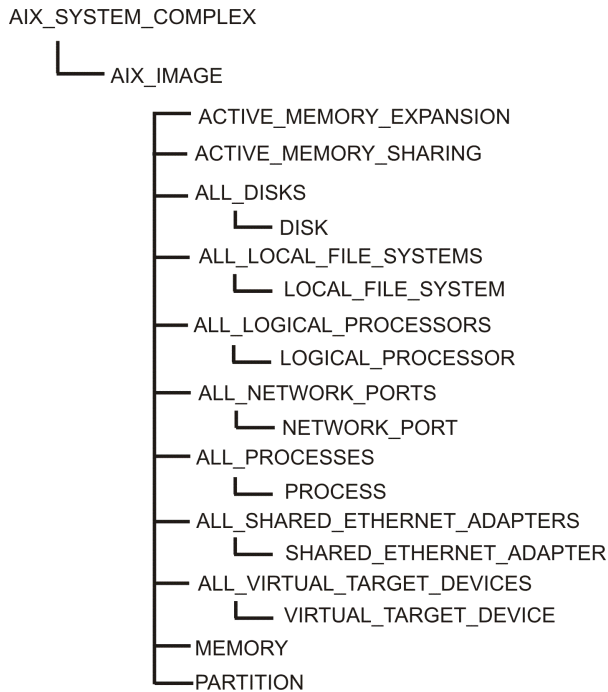 AIX_SYSTEM_COMPLEX
AIX_IMAGE
ACTIVE_MEMORY_EXPANSION
ACTIVE_MEMORY_SHARING
ALL_DISKS
DISK
ALL_LOCAL_FILE_SYSTEMS
LOCAL_FILE_SYSTEM
ALL_LOGICAL_PROCESSORS
LOGICAL_PROCESSOR
ALL_NETWORK_PORTS
NETWORK_PORT
ALL_PROCESSES
PROCESS
ALL_SHARED_ETHERNET_ADAPTERS
SHARED_ETHERNET_ADAPTER
ALL_VIRTUAL_TARGET_DEVICES
VIRTUAL_TARGET_DEVICE
MEMORY
PARTITION